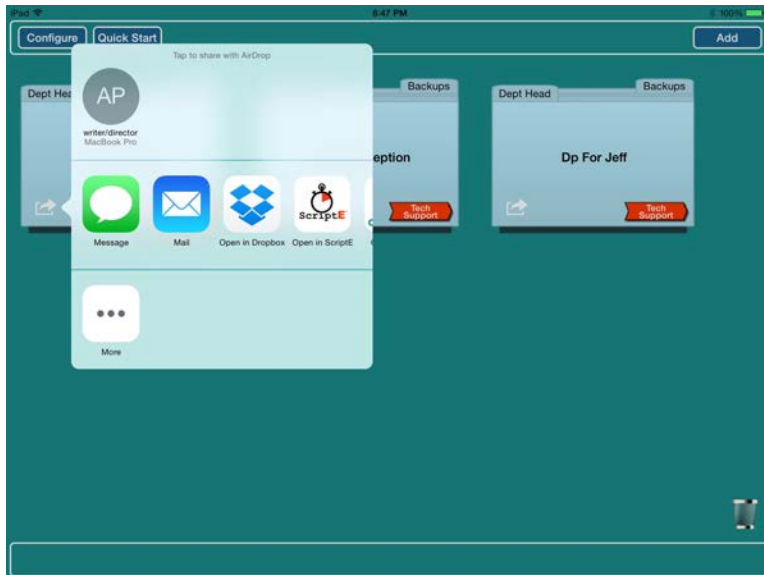 iPad 6:47 PM 100%
Configure Quick Start Add
Tap to share with AirDrop
AP
writer/director
MacBook Pro
Dept Hea
Backups
eption
Tech
Support
Dept Head Backups
Dp For Jeff
Tech
Support
Message Mail Open in Dropbox Open in ScriptE
ScriptE
More